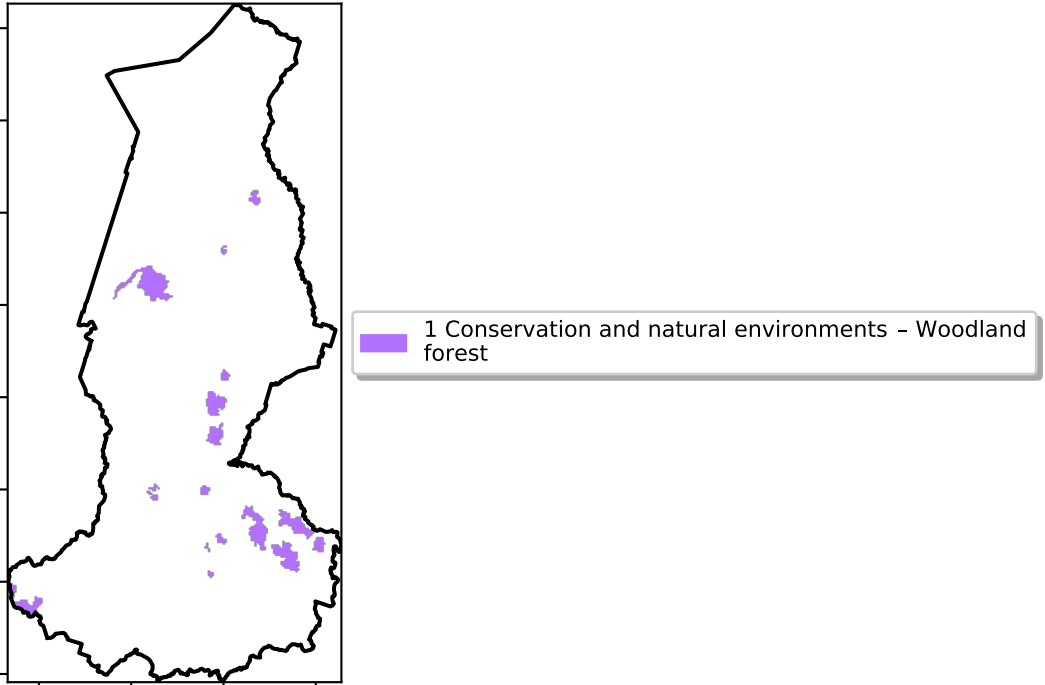 1 Conservation and natural environments – Woodland
forest